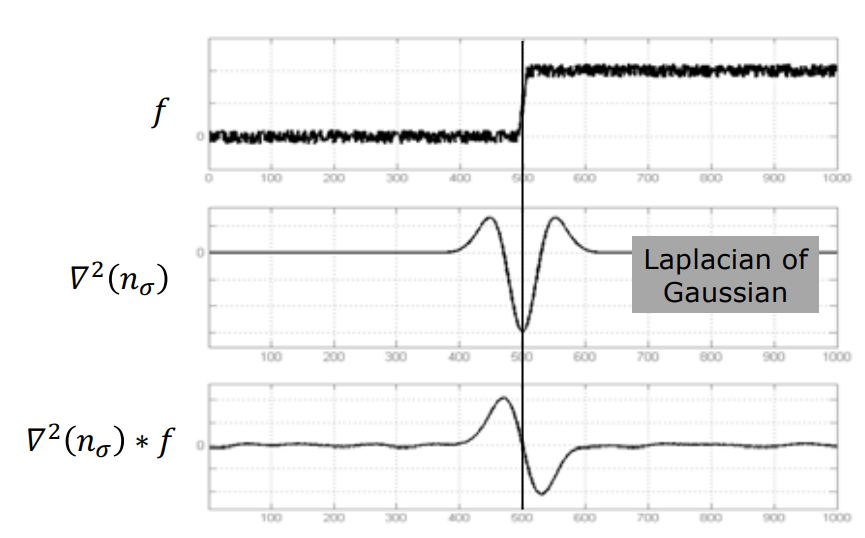 f
0
0 100 200 300 400 500 600 700 800 900 1000
∇²(n_σ)
0
Laplacian of
Gaussian
100 200 300 400 500 600 700 800 900 1000
∇²(n_σ) ∗ f
0
100 200 300 400 500 600 700 800 900 1000